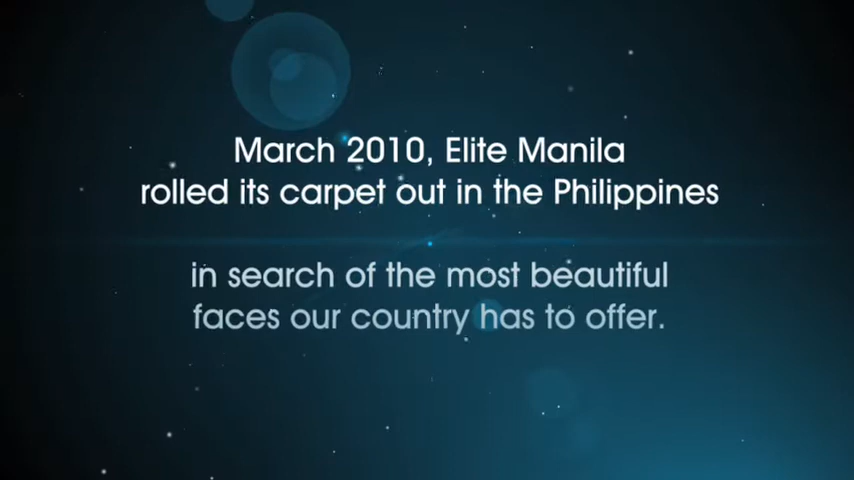 March 2010, Elite Manila
rolled its carpet out in the Philippines
in search of the most beautiful
faces our country has to offer.